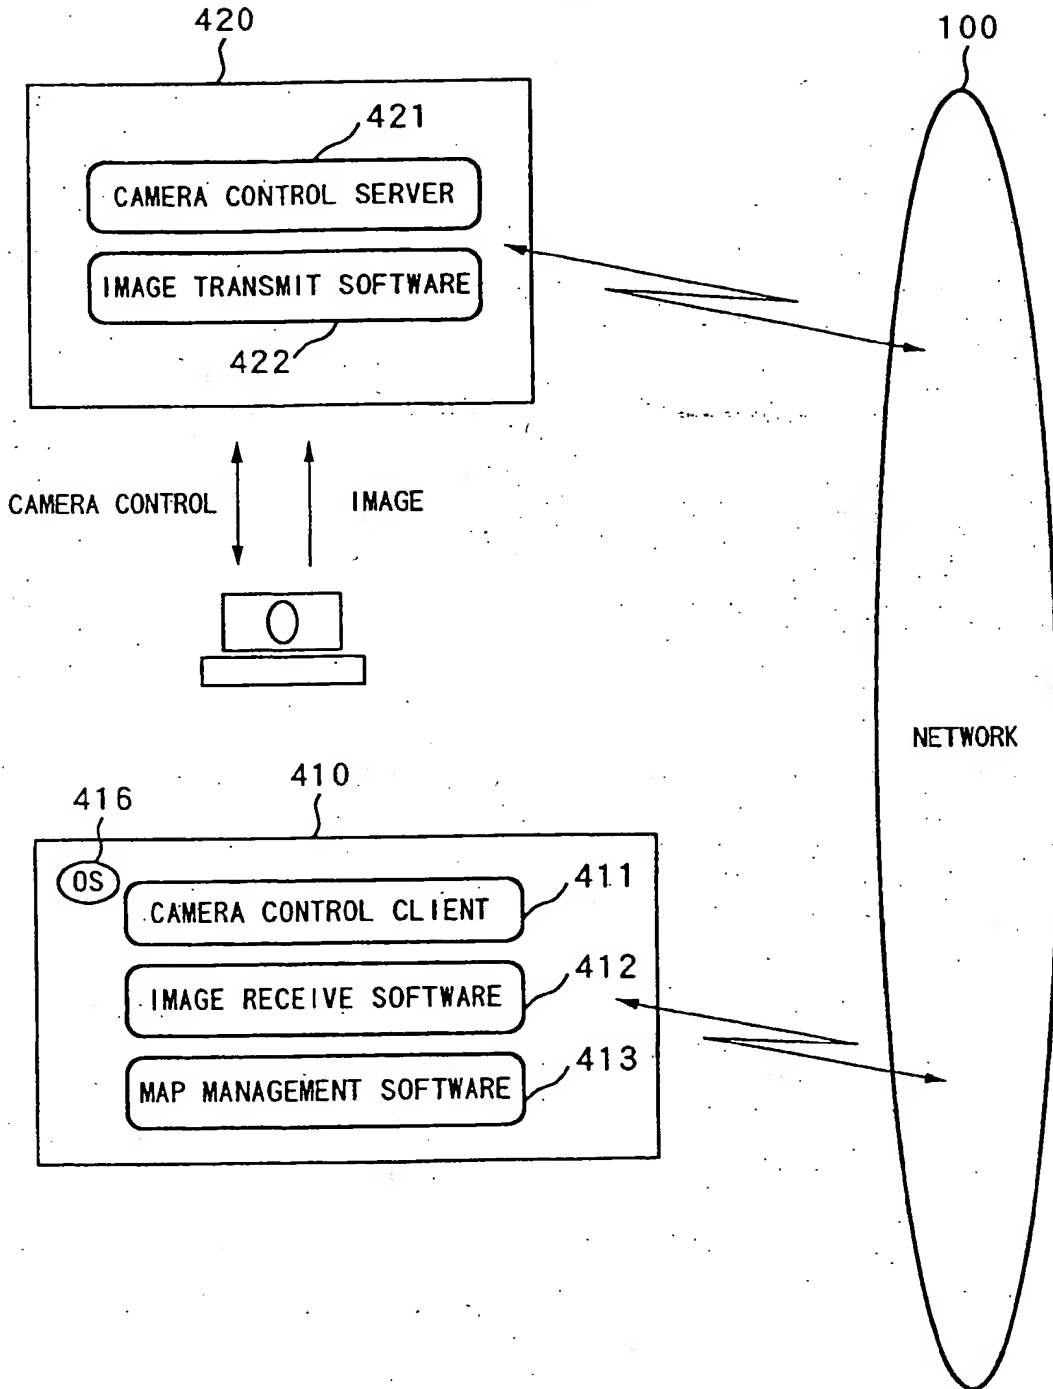 420
100
421
CAMERA CONTROL SERVER
IMAGE TRANSMIT SOFTWARE
422
CAMERA CONTROL
IMAGE
NETWORK
410
416
OS
411
CAMERA CONTROL CLIENT
412
IMAGE RECEIVE SOFTWARE
413
MAP MANAGEMENT SOFTWARE